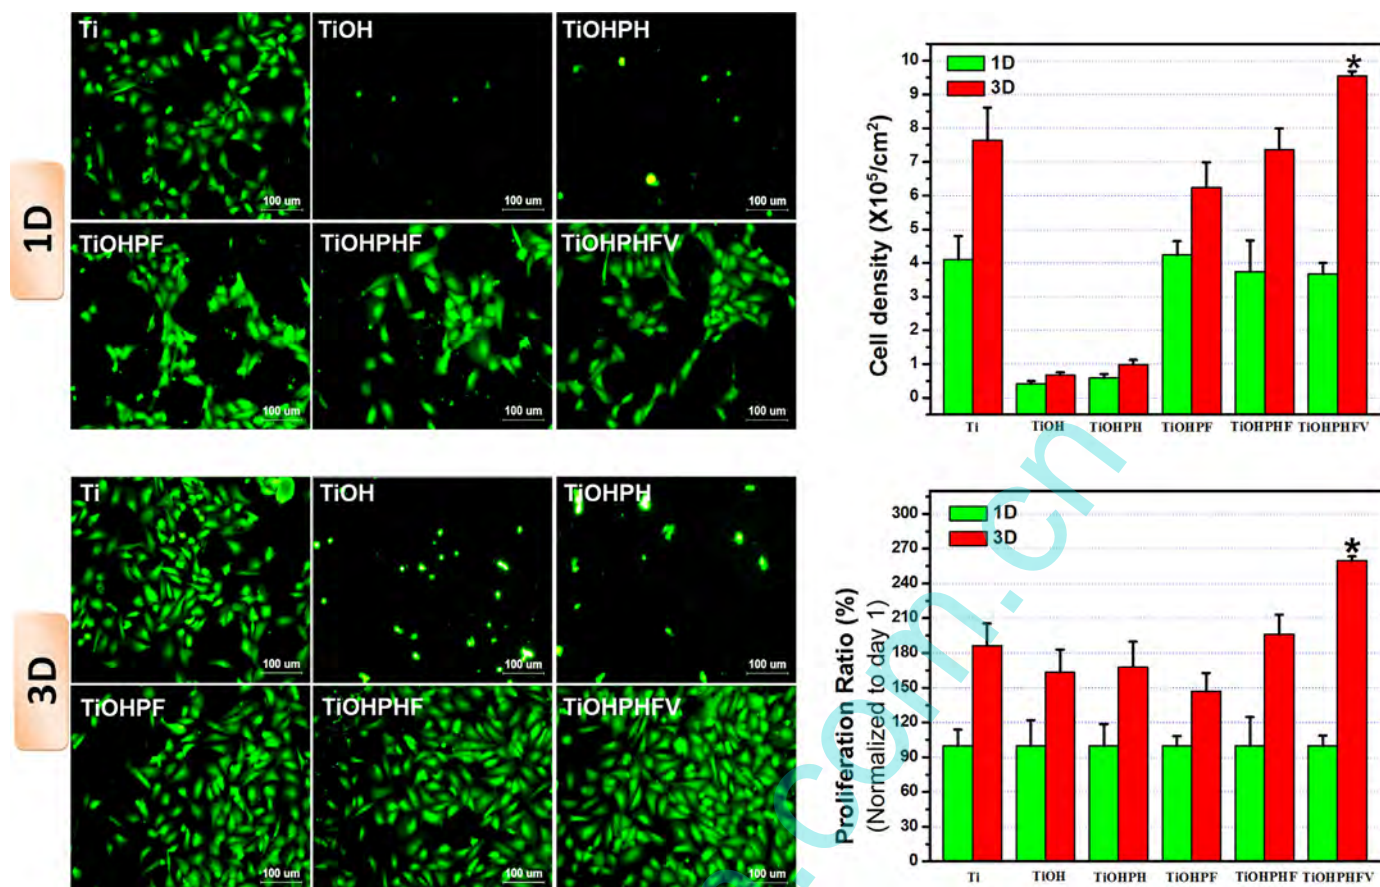 1D
Ti
100 um
TiOH
100 um
TiOHPH
100 um
TiOHPF
100 um
TiOHPHF
100 um
TiOHPHFV
100 um
3D
Ti
100 um
TiOH
100 um
TiOHPH
100 um
TiOHPF
100 um
TiOHPHF
100 um
TiOHPHFV
100 um
Cell density (X10⁵/cm²)
10
9
8
7
6
5
4
3
2
1
0
1D
3D
*
Ti TiOH TiOHPH TiOHPF TiOHPHF TiOHPHFV
Proliferation Ratio (%)
(Normalized to day 1)
300
270
240
210
180
150
120
90
60
30
0
1D
3D
*
Ti TiOH TiOHPH TiOHPF TiOHPHF TiOHPHFV
.com.cn